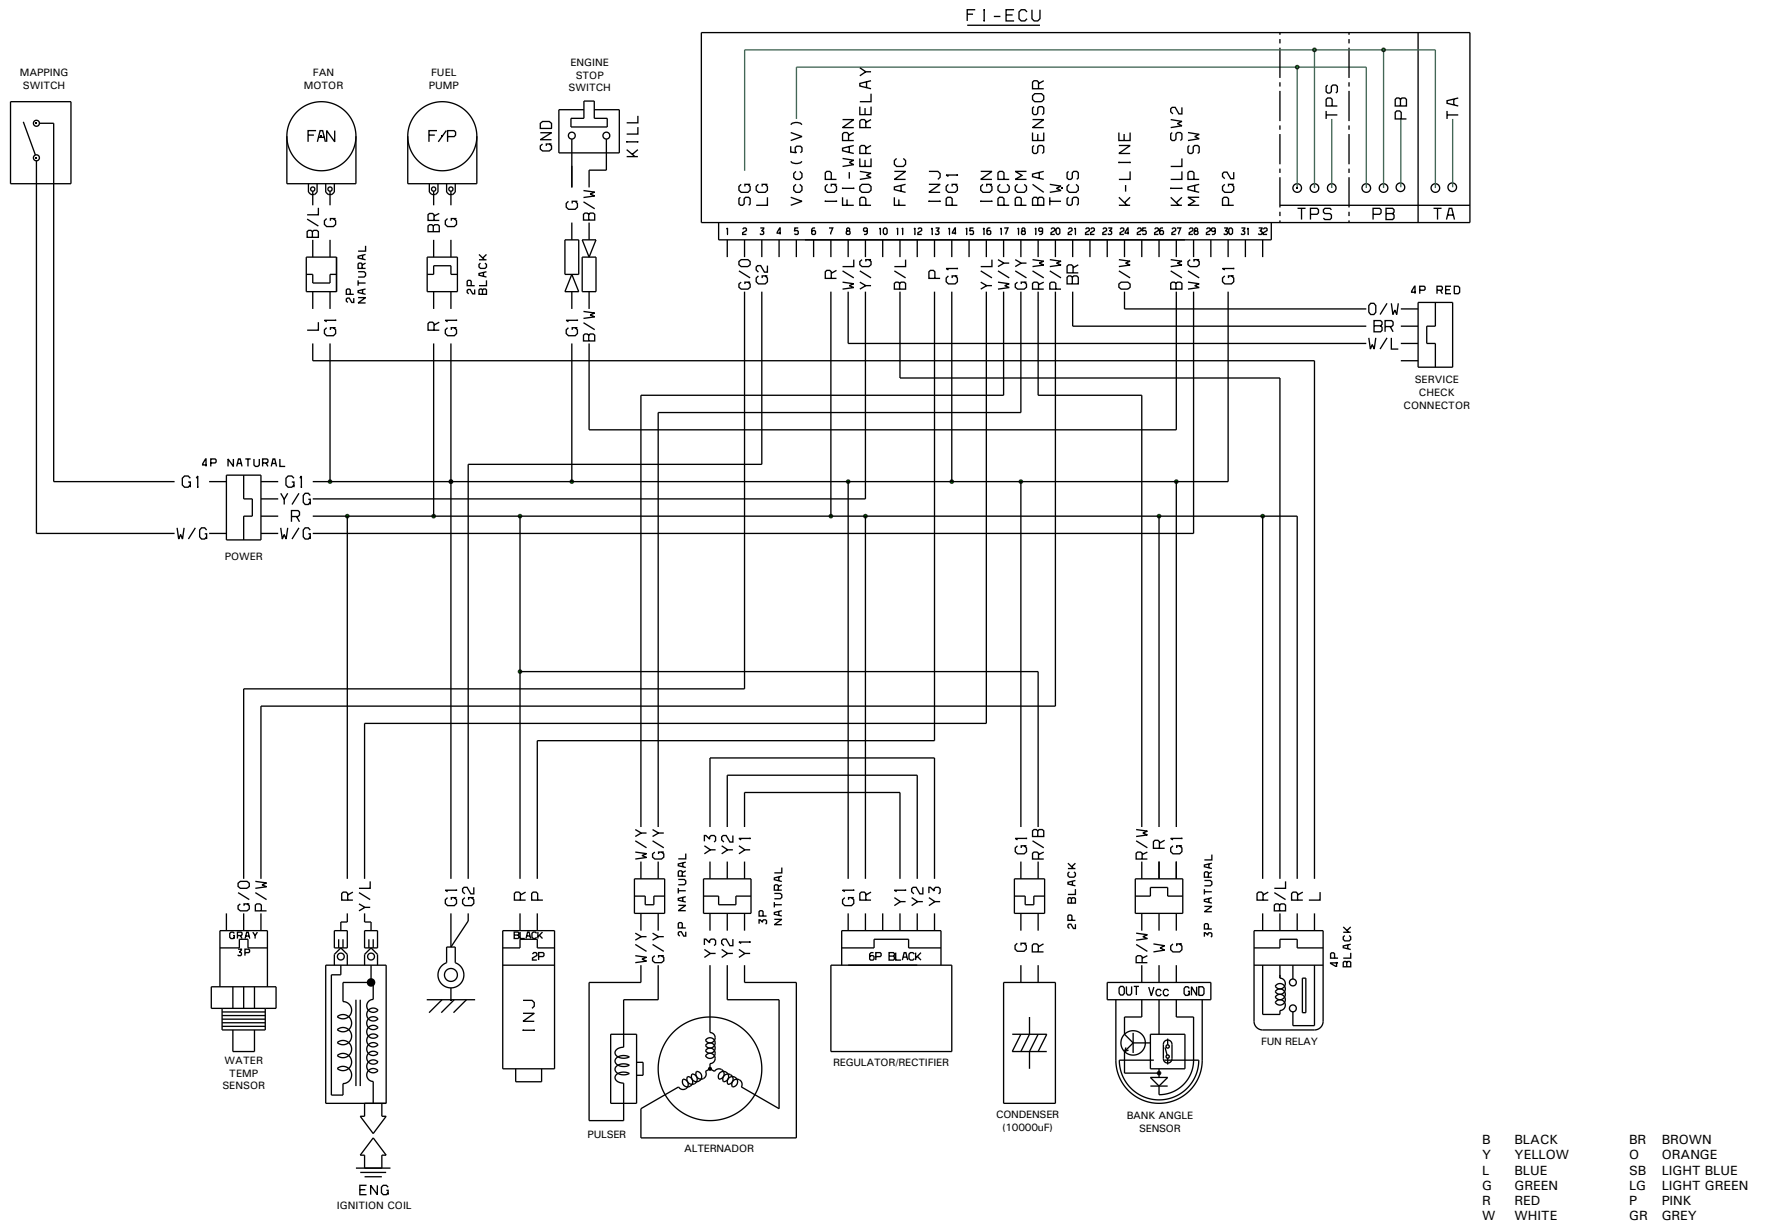 FI-ECU
MAPPING
SWITCH
FAN
MOTOR
FAN
FUEL
PUMP
F/P
ENGINE
STOP
SWITCH
GND
KILL
SG
LG
Vcc(5V)
IGP
FI-WARN
POWER RELAY
FANC
INJ
PG1
IGN
PCP
PCM
B/A SENSOR
TW
SCS
K-LINE
KILL SW2
MAP SW
PG2
TPS
PB
TA
TPS PB TA
1 2 3 4 5 6 7 8 9 10 11 12 13 14 15 16 17 18 19 20 21 22 23 24 25 26 27 28 29 30 31 32
G/O G2 R W/L Y/G B/L P G1 Y/L W/Y G/Y R/W P/W BR O/W B/W W/G G1
B/L G
2P
NATURAL
L G1
BR G
2P
BLACK
R G1
G B/W
G1 B/W
4P RED
O/W
BR
W/L
SERVICE
CHECK
CONNECTOR
4P NATURAL
G1 G1
Y/G
R
W/G W/G
POWER
G/O P/W
GRAY
3P
WATER
TEMP
SENSOR
R Y/L
ENG
IGNITION COIL
G1 G2
R P
BLACK
2P
INJ
W/Y G/Y
2P NATURAL
W/Y G/Y
PULSER
Y3 Y2 Y1
3P
NATURAL
Y3 Y2 Y1
ALTERNADOR
G1 R Y1 Y2 Y3
6P BLACK
REGULATOR/RECTIFIER
G1 R/B
2P BLACK
G R
CONDENSER
(10000uF)
R/W R G1
3P NATURAL
R/W W G
OUT Vcc GND
BANK ANGLE
SENSOR
R B/L R L
4P
BLACK
FUN RELAY
B BLACK BR BROWN
Y YELLOW O ORANGE
L BLUE SB LIGHT BLUE
G GREEN LG LIGHT GREEN
R RED P PINK
W WHITE GR GREY